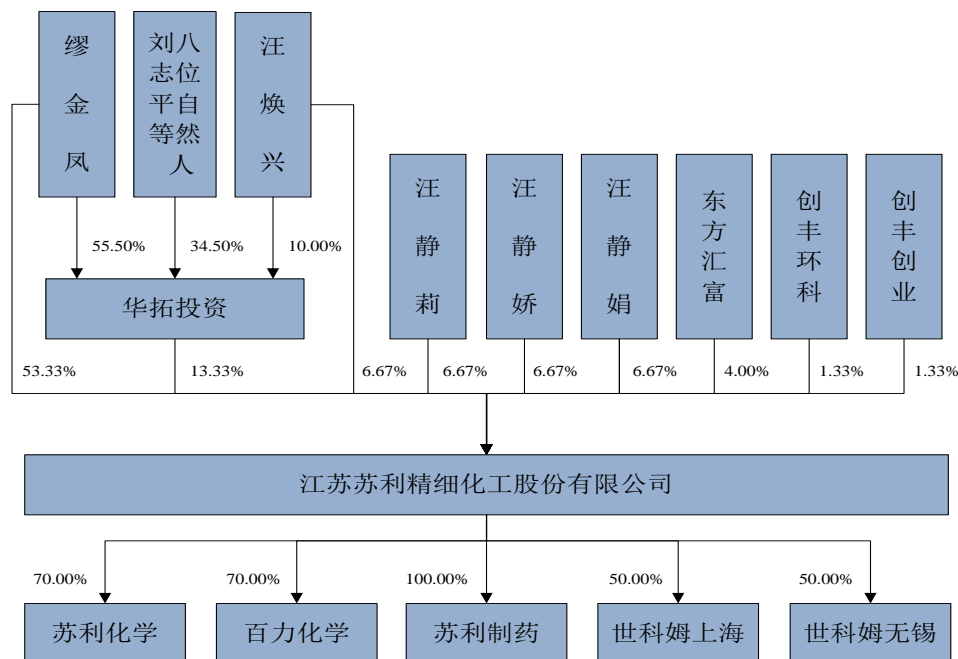 缪金凤
刘志平等
八位自然人
汪焕兴
55.50%
34.50%
10.00%
华拓投资
汪静莉
汪静娇
汪静娟
东方汇富
创丰环科
创丰创业
53.33%
13.33%
6.67%
6.67%
6.67%
6.67%
4.00%
1.33%
1.33%
江苏苏利精细化工股份有限公司
70.00%
70.00%
100.00%
50.00%
50.00%
苏利化学
百力化学
苏利制药
世科姆上海
世科姆无锡